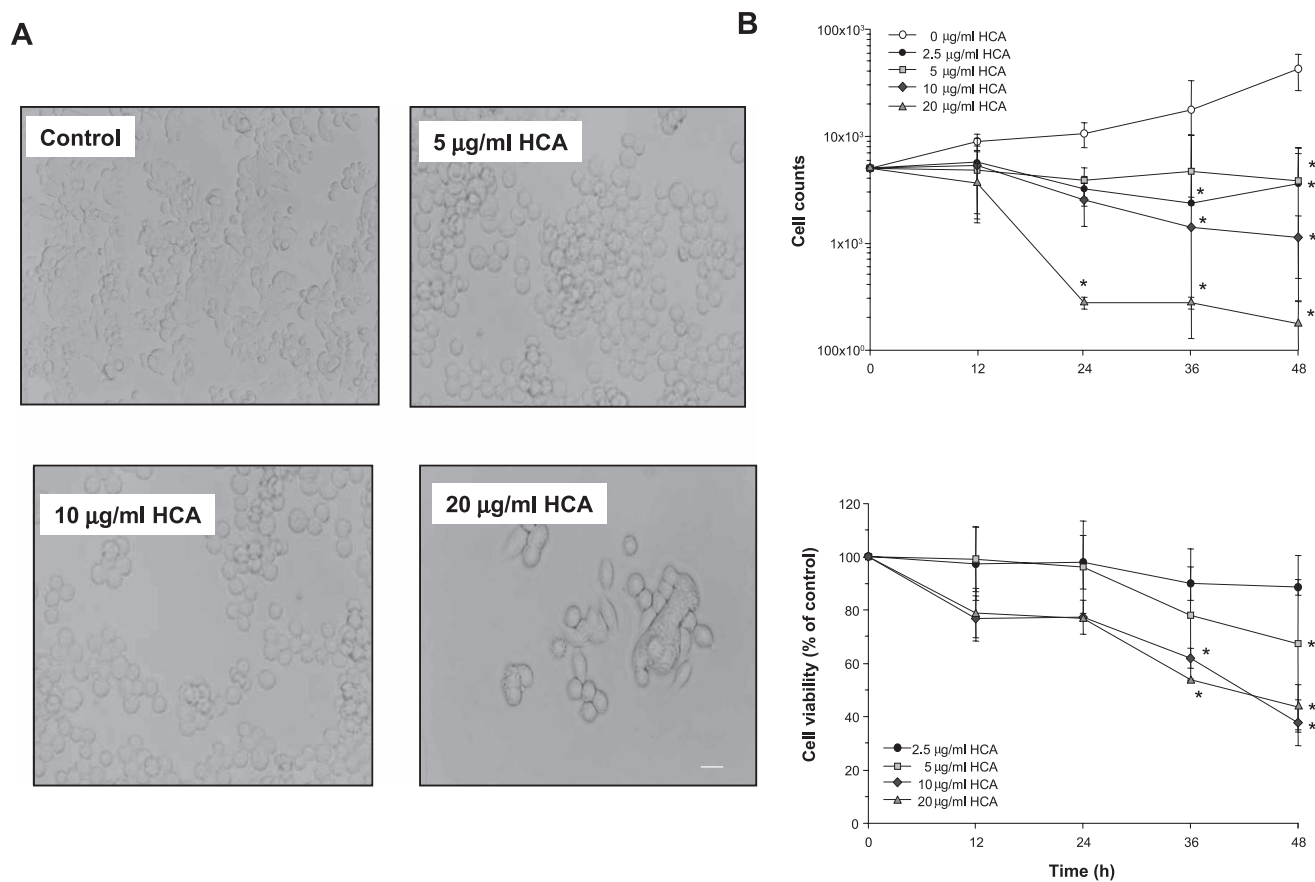 A
Control
5 μg/ml HCA
10 μg/ml HCA
20 μg/ml HCA
B
100x10³
10x10³
1x10³
100x10⁰
Cell counts
0 μg/ml HCA
2.5 μg/ml HCA
5 μg/ml HCA
10 μg/ml HCA
20 μg/ml HCA
*
*
*
*
*
*
*
*
*
0
12
24
36
48
120
100
80
60
40
20
0
Cell viability (% of control)
*
*
*
*
*
2.5 μg/ml HCA
5 μg/ml HCA
10 μg/ml HCA
20 μg/ml HCA
0
12
24
36
48
Time (h)